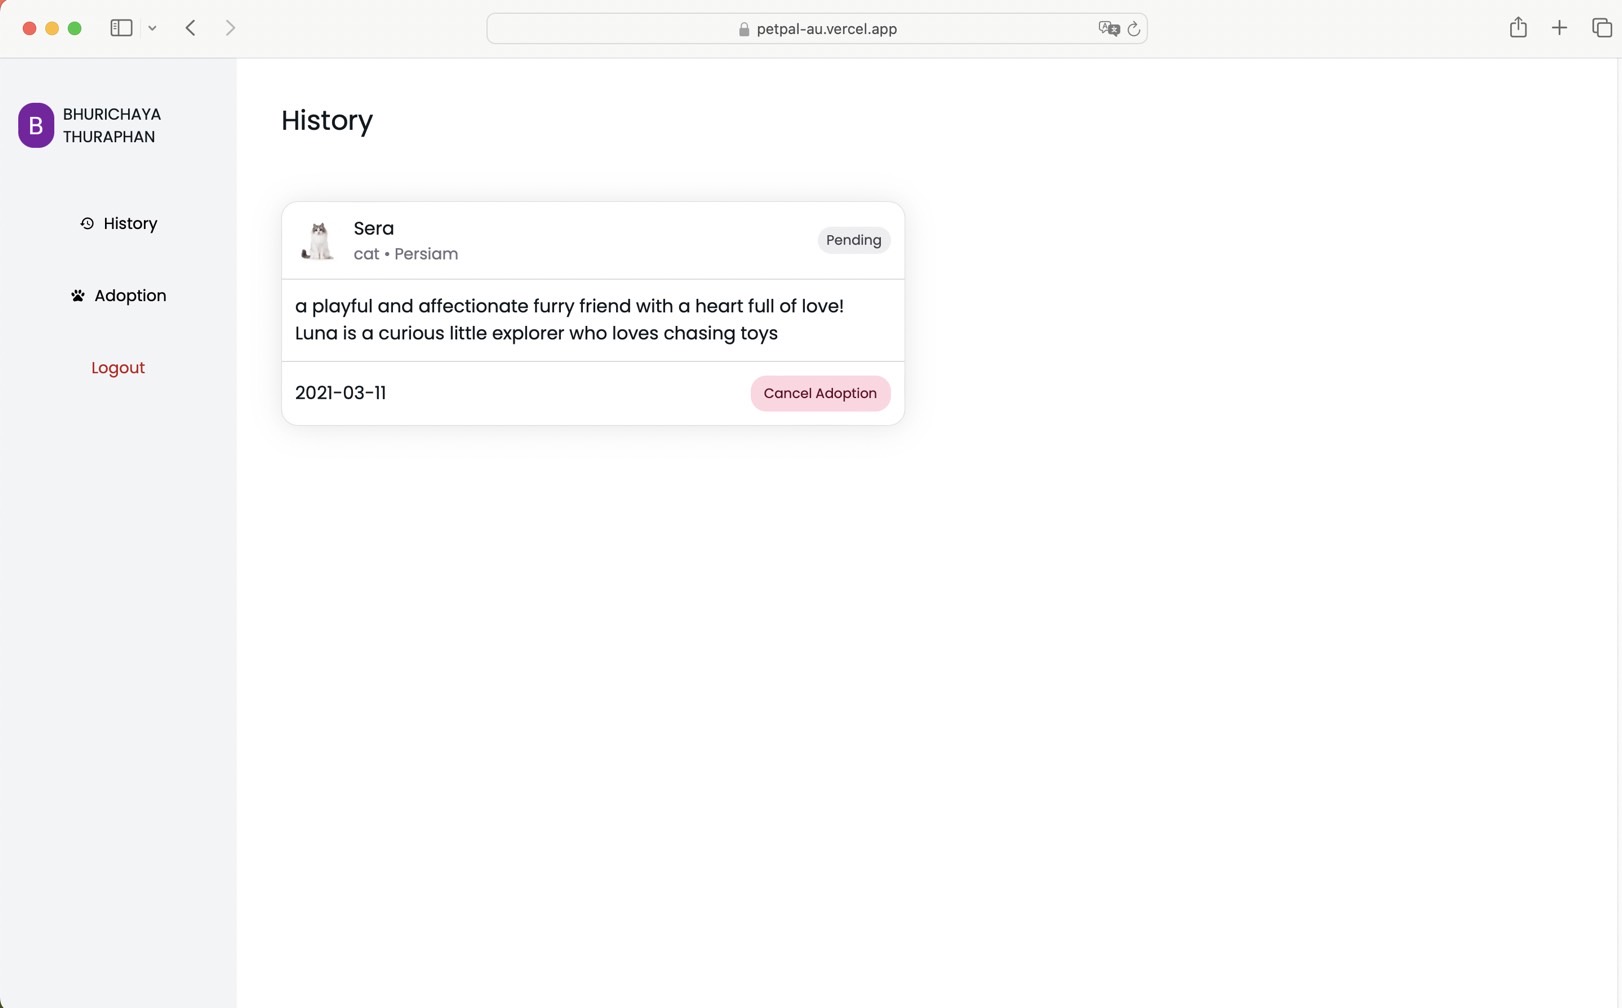 petpal-au.vercel.app
B
BHURICHAYA
THURAPHAN
History
Adoption
Logout
History
Sera
cat • Persiam
Pending
a playful and affectionate furry friend with a heart full of love!
Luna is a curious little explorer who loves chasing toys
2021-03-11
Cancel Adoption